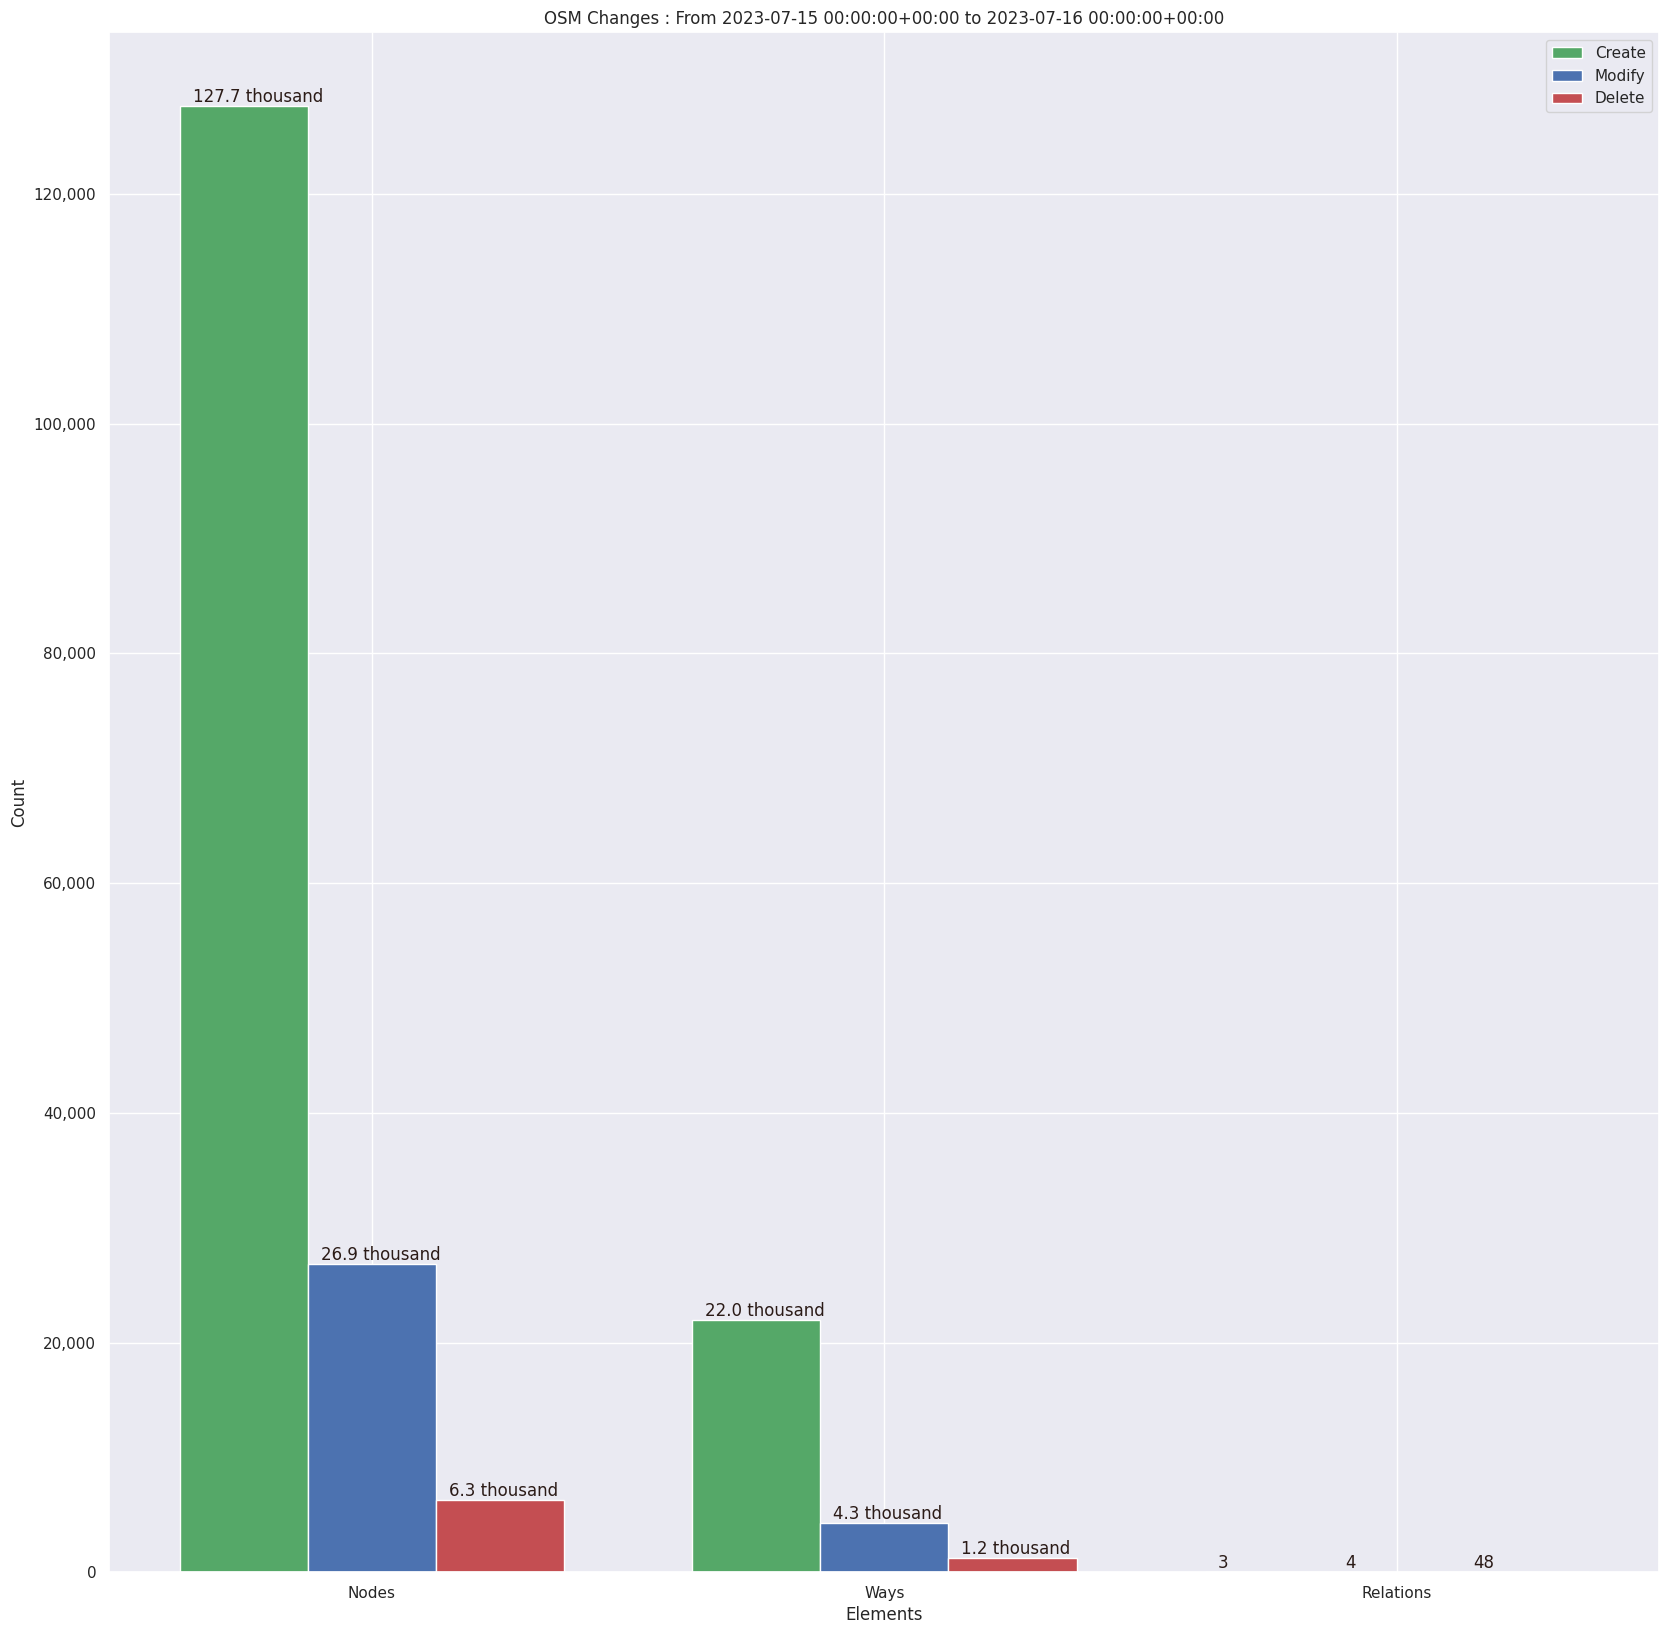 OSM Changes : From 2023-07-15 00:00:00+00:00 to 2023-07-16 00:00:00+00:00
Create
Modify
Delete
127.7 thousand
120,000
100,000
80,000
Count
60,000
40,000
26.9 thousand
22.0 thousand
20,000
6.3 thousand
4.3 thousand
1.2 thousand
3 4 48
0
Nodes Ways Relations
Elements